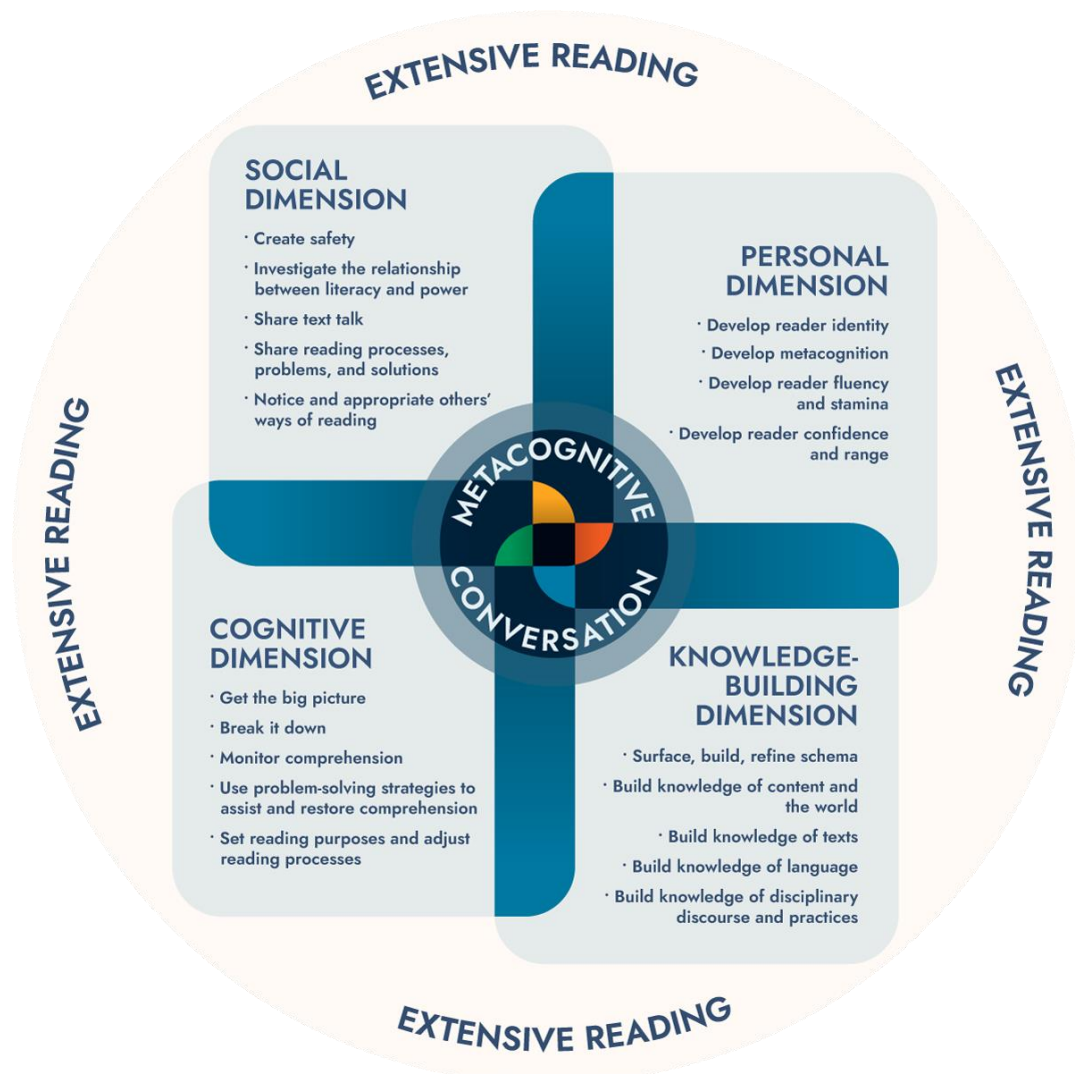 EXTENSIVE READING
SOCIAL
DIMENSION
· Create safety
· Investigate the relationship
between literacy and power
· Share text talk
· Share reading processes,
problems, and solutions
· Notice and appropriate others’
ways of reading
PERSONAL
DIMENSION
· Develop reader identity
· Develop metacognition
· Develop reader fluency
and stamina
· Develop reader confidence
and range
EXTENSIVE READING
EXTENSIVE READING
METACOGNITIVE
CONVERSATION
COGNITIVE
DIMENSION
· Get the big picture
· Break it down
· Monitor comprehension
· Use problem-solving strategies to
assist and restore comprehension
· Set reading purposes and adjust
reading processes
KNOWLEDGE-
BUILDING
DIMENSION
· Surface, build, refine schema
· Build knowledge of content and
the world
· Build knowledge of texts
· Build knowledge of language
· Build knowledge of disciplinary
discourse and practices
EXTENSIVE READING